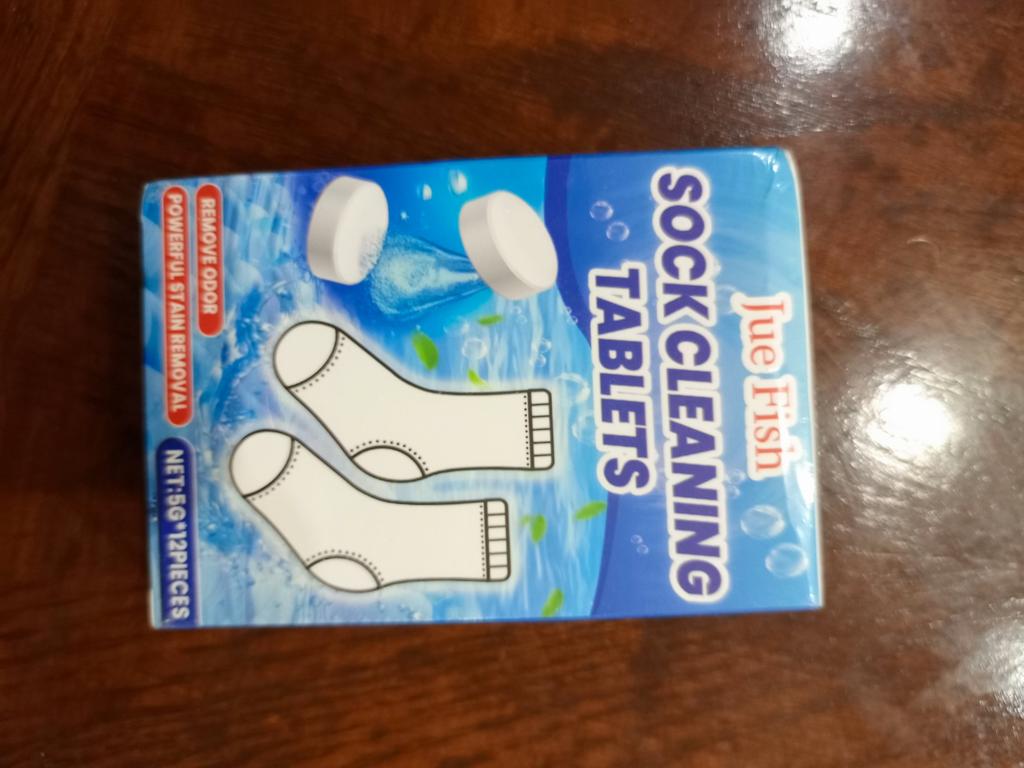 Jue Fish
SOCK CLEANING
TABLETS
REMOVE ODOR
POWERFUL STAIN REMOVAL
NET:5G*12PIECES